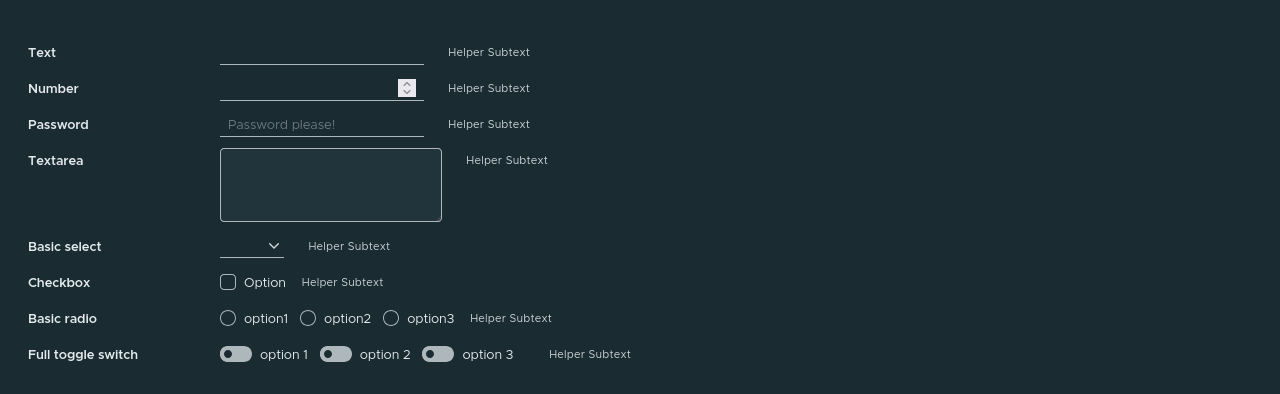 Text Helper Subtext
Number Helper Subtext
Password Password please! Helper Subtext
Textarea Helper Subtext
Basic select Helper Subtext
Checkbox Option Helper Subtext
Basic radio option1 option2 option3 Helper Subtext
Full toggle switch option 1 option 2 option 3 Helper Subtext